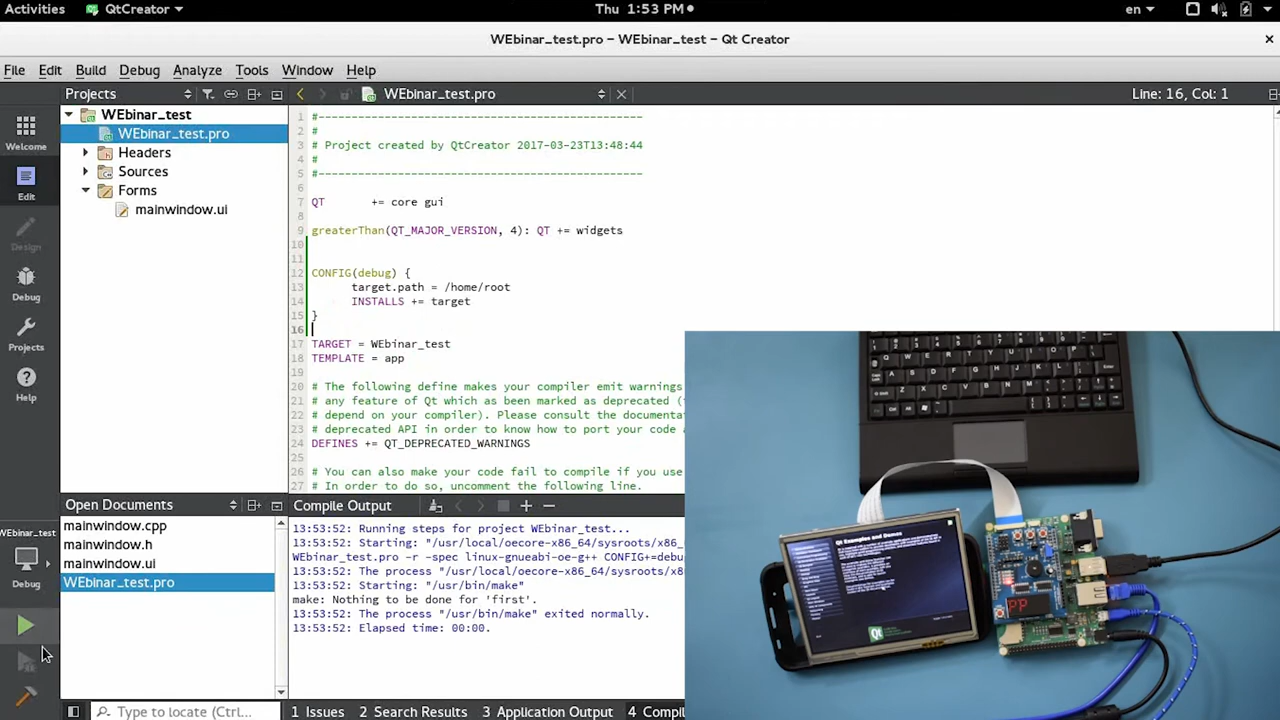 Activities QtCreator Thu 1:53 PM en
WEbinar_test.pro – WEbinar_test – Qt Creator
File Edit Build Debug Analyze Tools Window Help
Projects WEbinar_test.pro Line: 16, Col: 1
Welcome
Edit
Design
Debug
Projects
Help
WEbinar_test
Debug
WEbinar_test
WEbinar_test.pro
Headers
Sources
Forms
mainwindow.ui
1 #-------------------------------------------------
2 #
3 # Project created by QtCreator 2017-03-23T13:48:44
4 #
5 #-------------------------------------------------
6
7 QT       += core gui
8
9 greaterThan(QT_MAJOR_VERSION, 4): QT += widgets
10
11
12 CONFIG(debug) {
13       target.path = /home/root
14       INSTALLS += target
15 }
16
17 TARGET = WEbinar_test
18 TEMPLATE = app
19
20 # The following define makes your compiler emit warnings
21 # any feature of Qt which as been marked as deprecated (
22 # depend on your compiler). Please consult the documenta
23 # deprecated API in order to know how to port your code
24 DEFINES += QT_DEPRECATED_WARNINGS
25
26 # You can also make your code fail to compile if you use
27 # In order to do so, uncomment the following line.
Open Documents
mainwindow.cpp
mainwindow.h
mainwindow.ui
WEbinar_test.pro
Compile Output
13:53:52: Running steps for project WEbinar_test...
13:53:52: Starting: "/usr/local/oecore-x86_64/sysroots/x86_
WEbinar_test.pro -r -spec linux-gnueabi-oe-g++ CONFIG+=debu
13:53:52: The process "/usr/local/oecore-x86_64/sysroots/x8
13:53:52: Starting: "/usr/bin/make"
make: Nothing to be done for 'first'.
13:53:52: The process "/usr/bin/make" exited normally.
13:53:52: Elapsed time: 00:00.
Type to locate (Ctrl... 1 Issues 2 Search Results 3 Application Output 4 Compil
Qt Examples and Demos
Qt
PP